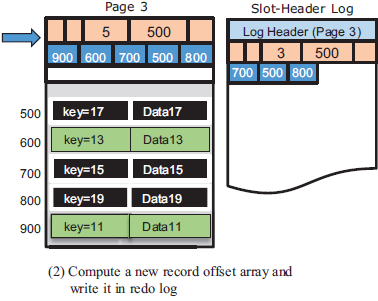 Page 3
5 500
900 600 700 500 800
500 key=17 Data17
600 key=13 Data13
700 key=15 Data15
800 key=19 Data19
900 key=11 Data11
Slot-Header Log
Log Header (Page 3)
3 500
700 500 800
(2) Compute a new record offset array and
write it in redo log